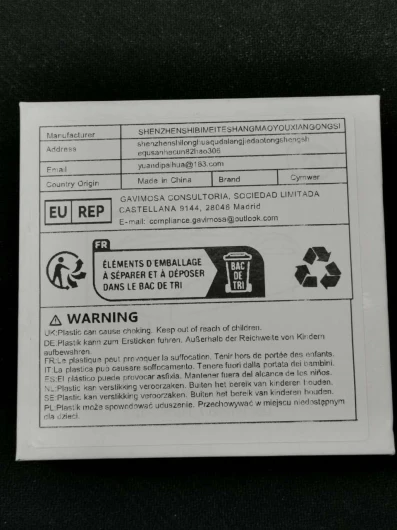 Manufacturer SHENZHENSHIBIMEITESHANGMAOYOUXIANGONGSI
Address shenzhenshilonghuaqudalangjiedaotongshengsh
equsanhecun82hao306
Email yuandipaihua@163.com
Country Origin Made in China Brand Cymwer
EU REP
GAVIMOSA CONSULTORIA, SOCIEDAD LIMITADA
CASTELLANA 9144, 28046 Madrid
E-mail: compliance.gavimosa@outlook.com
FR
ÉLÉMENTS D'EMBALLAGE
À SÉPARER ET À DÉPOSER
DANS LE BAC DE TRI
BAC
DE
TRI
⚠ WARNING
UK:Plastic can cause choking. Keep out of reach of children.
DE:Plastik kann zum Ersticken fuhren. Außerhalb der Reichweite von Kindern
aufbewahren.
FR:Le plastique peut provoquer la suffocation. Tenir hors de portée des enfants.
IT:La plastica può causare soffocamento. Tenere fuori dalla portata dei bambini.
ES:El plástico puede provocar asfixia. Mantener fuera del alcance de los niños.
NL:Plastic kan verstikking veroorzaken. Buiten het bereik van kinderen houden.
SE:Plastic kan verstikking veroorzaken. Buiten het bereik van kinderen houden.
PL:Plastik może spowodować uduszenie. Przechowywać w miejscu niedostępnym
dla dzieci.